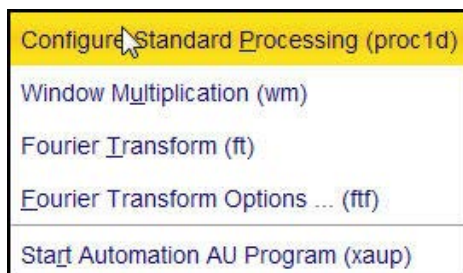 Configure Standard Processing (proc1d)
Window Multiplication (wm)
Fourier Transform (ft)
Fourier Transform Options ... (ftf)
Start Automation AU Program (xaup)